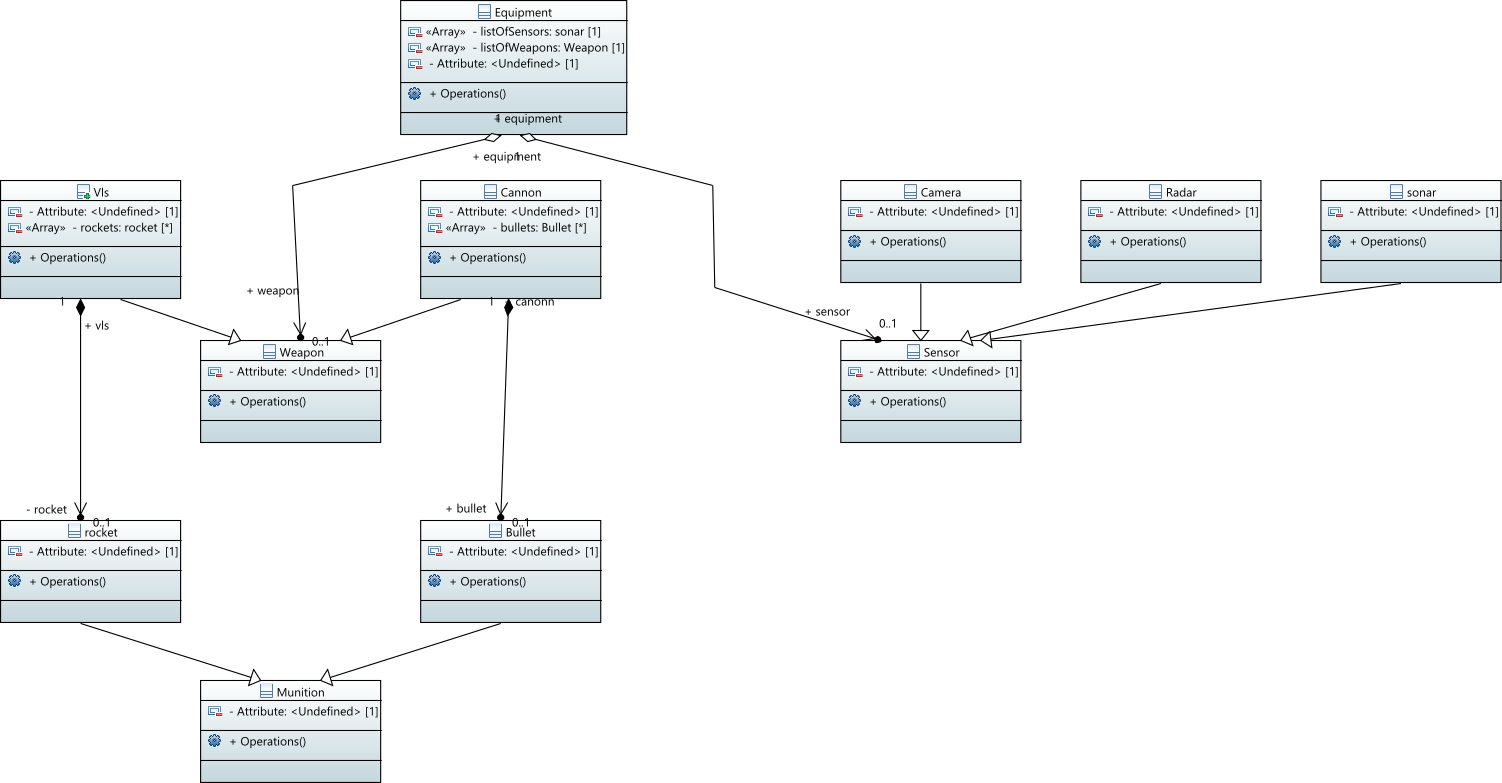 Equipment
«Array» - listOfSensors: sonar [1]
«Array» - listOfWeapons: Weapon [1]
- Attribute: <Undefined> [1]
+ Operations()
1
+ equipment
+ equipment
1
Vls
- Attribute: <Undefined> [1]
«Array» - rockets: rocket [*]
+ Operations()
Cannon
- Attribute: <Undefined> [1]
«Array» - bullets: Bullet [*]
+ Operations()
Camera
- Attribute: <Undefined> [1]
+ Operations()
Radar
- Attribute: <Undefined> [1]
+ Operations()
sonar
- Attribute: <Undefined> [1]
+ Operations()
+ weapon
1
+ vls
1
canonn
+ sensor
0..1
0..1
Weapon
- Attribute: <Undefined> [1]
+ Operations()
Sensor
- Attribute: <Undefined> [1]
+ Operations()
- rocket
0..1
+ bullet
0..1
rocket
- Attribute: <Undefined> [1]
+ Operations()
Bullet
- Attribute: <Undefined> [1]
+ Operations()
Munition
- Attribute: <Undefined> [1]
+ Operations()